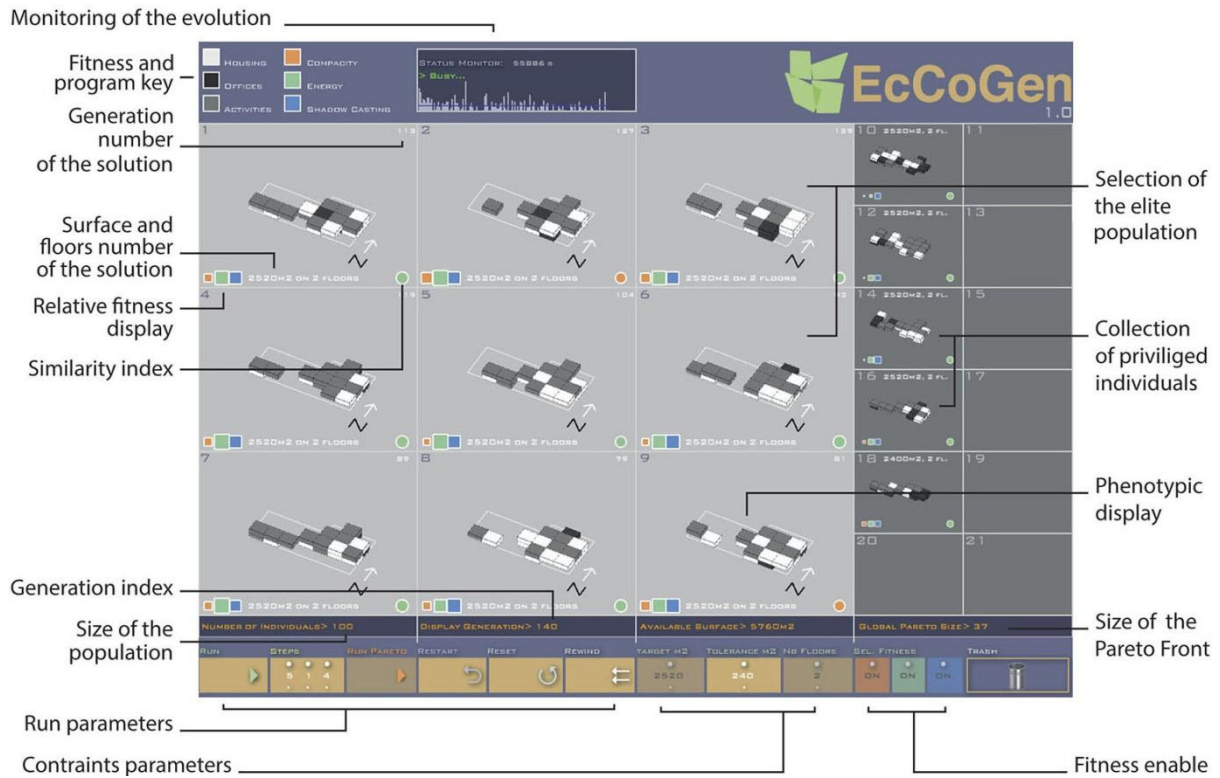 Monitoring of the evolution
Fitness and
program key
Generation
number
of the solution
Surface and
floors number
of the solution
Relative fitness
display
Similarity index
Generation index
Size of the
population
Run parameters
Contraints parameters
Housing
Offices
Activities
Compacity
Energy
Shadow Casting
Status Monitor: 55886 s
> Busy...
EcCoGen
1.0
1
113
2520m2 on 2 floors
2
127
2520m2 on 2 floors
3
129
2520m2 on 2 floors
4
119
2520m2 on 2 floors
5
104
2520m2 on 2 floors
6
2520m2 on 2 floors
7
89
2520m2 on 2 floors
8
79
2520m2 on 2 floors
9
81
2520m2 on 2 floors
N
N
N
N
N
N
N
N
N
10 2520m2, 2 fl.
11
12 2520m2, 2 fl.
13
14 2520m2, 2 fl.
15
16 2520m2, 2 fl.
17
18 2400m2, 2 fl.
19
20
21
Number of Individuals> 100
Display Generation> 140
Available Surface> 5760m2
Global Pareto Size> 37
Run
Steps
5 1 4
Run Pareto
Restart
Reset
Rewind
Target m2
2520
Tolerance m2
240
Nb Floors
2
Sel. Fitness
ON ON ON
Trash
Selection of
the elite
population
Collection
of priviliged
individuals
Phenotypic
display
Size of the
Pareto Front
Fitness enable